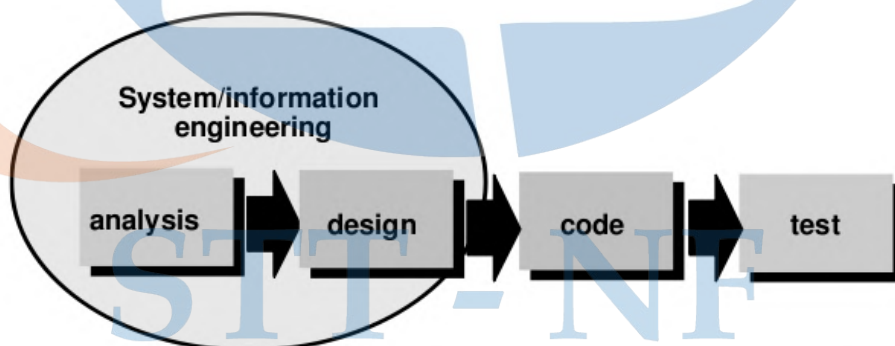 System/information
engineering
analysis
design
code
test
STT - NF